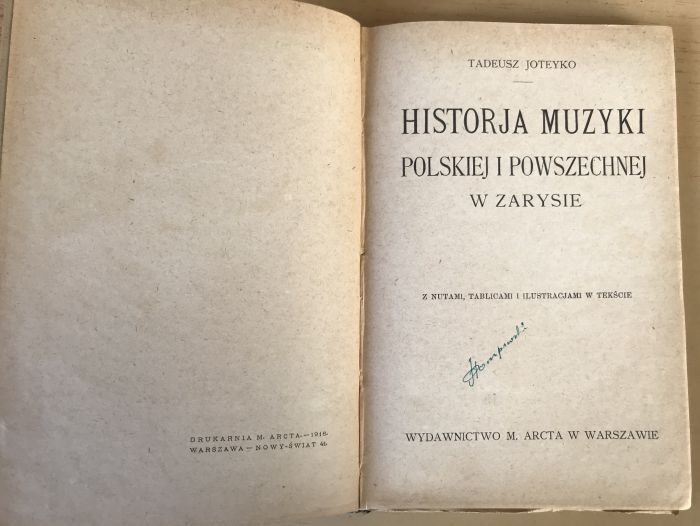 DRUKARNIA M. ARCTA.—1916.
WARSZAWA — NOWY-ŚWIAT 41.
TADEUSZ JOTEYKO
HISTORJA MUZYKI
POLSKIEJ I POWSZECHNEJ
W ZARYSIE
Z NUTAMI, TABLICAMI I ILUSTRACJAMI W TEKŚCIE
WYDAWNICTWO M. ARCTA W WARSZAWIE